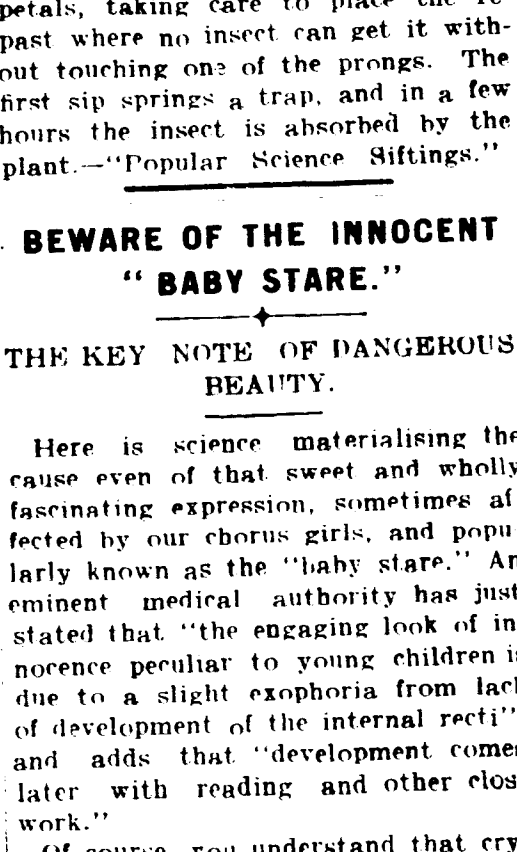 petals, taking care to place the re-
past where no insect can get it with-
out touching one of the prongs. The
first sip springs a trap, and in a few
hours the insect is absorbed by the
plant.—"Popular Science Siftings."
BEWARE OF THE INNOCENT
" BABY STARE."
THE KEY NOTE OF DANGEROUS
BEAUTY.
Here is science materialising the
cause even of that sweet and wholly
fascinating expression, sometimes af
fected by our chorus girls, and popu
larly known as the "baby stare." An
eminent medical authority has just
stated that "the engaging look of in
nocence peculiar to young children i
due to a slight exophoria from lack
of development of the internal recti"
and adds that "development come
later with reading and other clos
work."
Of course you understand that cry